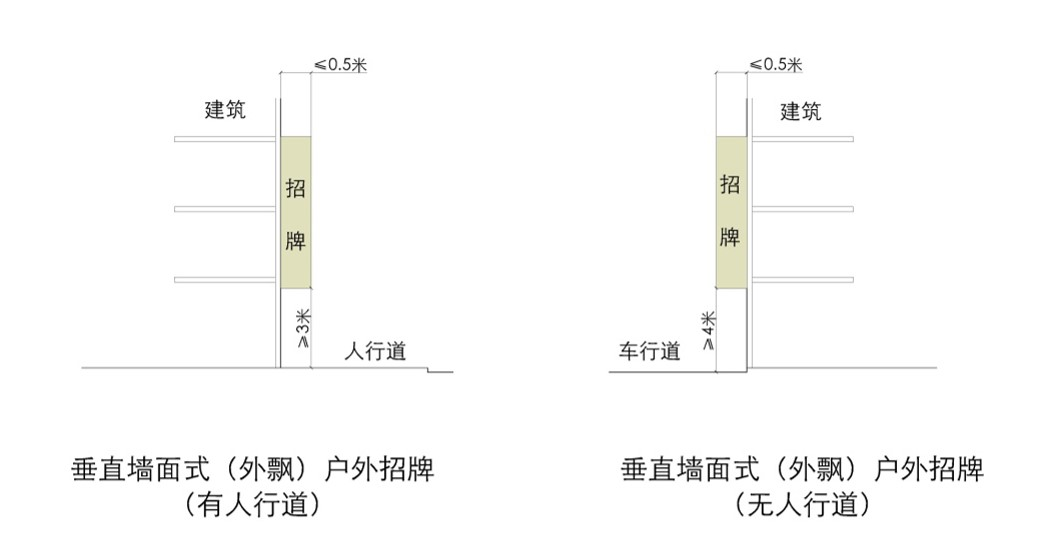 ≤0.5米
建筑
招
牌
≥3米
人行道
垂直墙面式（外飘）户外招牌
（有人行道）
≤0.5米
建筑
招
牌
≥4米
车行道
垂直墙面式（外飘）户外招牌
（无人行道）